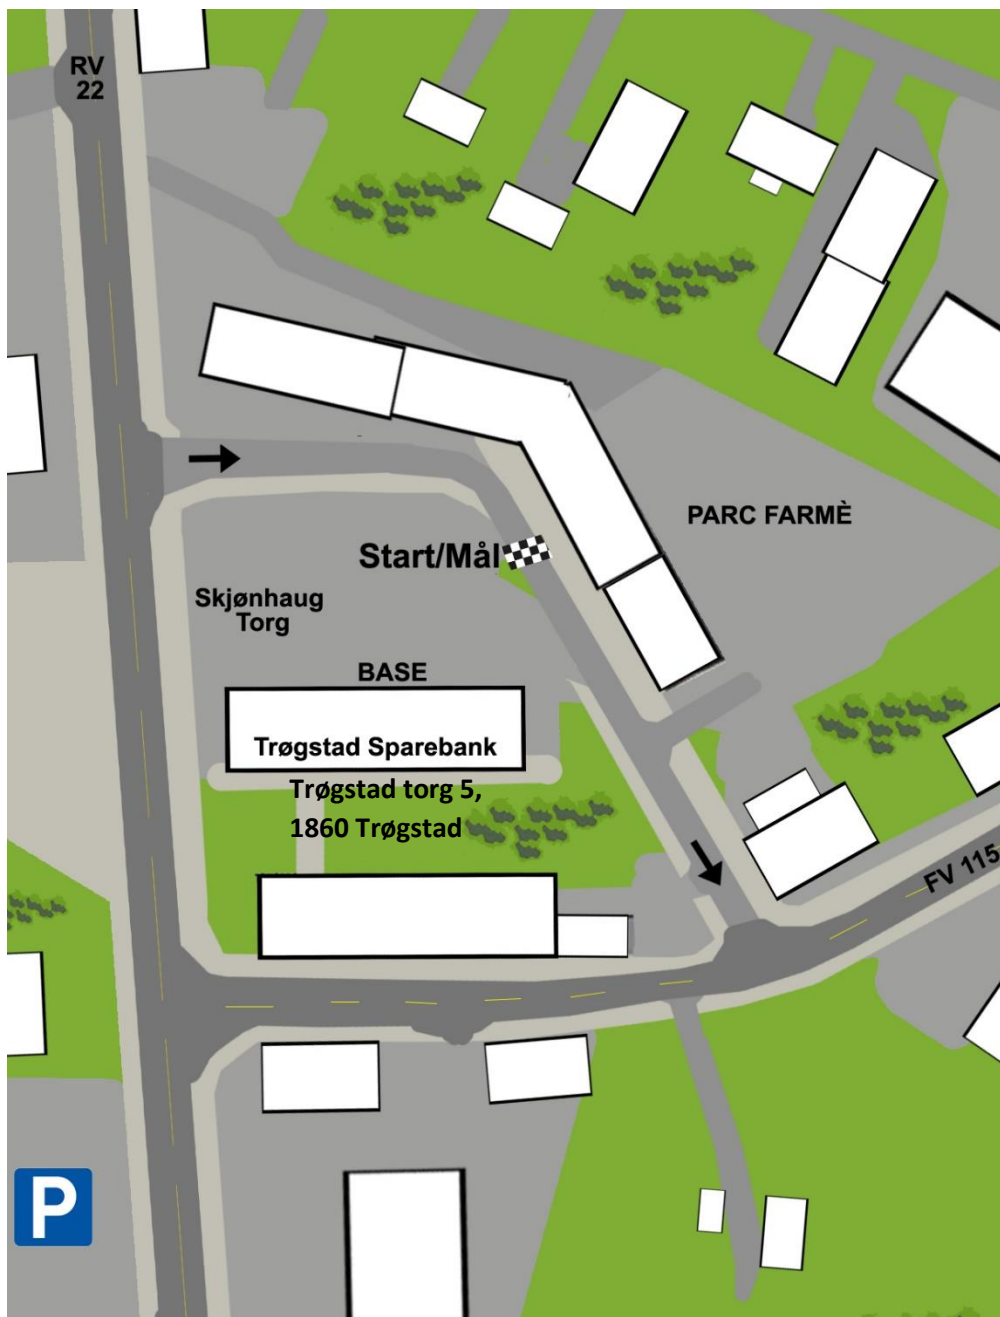 RV
22
PARC FARMÈ
Start/Mål
Skjønhaug
Torg
BASE
Trøgstad Sparebank
Trøgstad torg 5,
1860 Trøgstad
FV 115
P